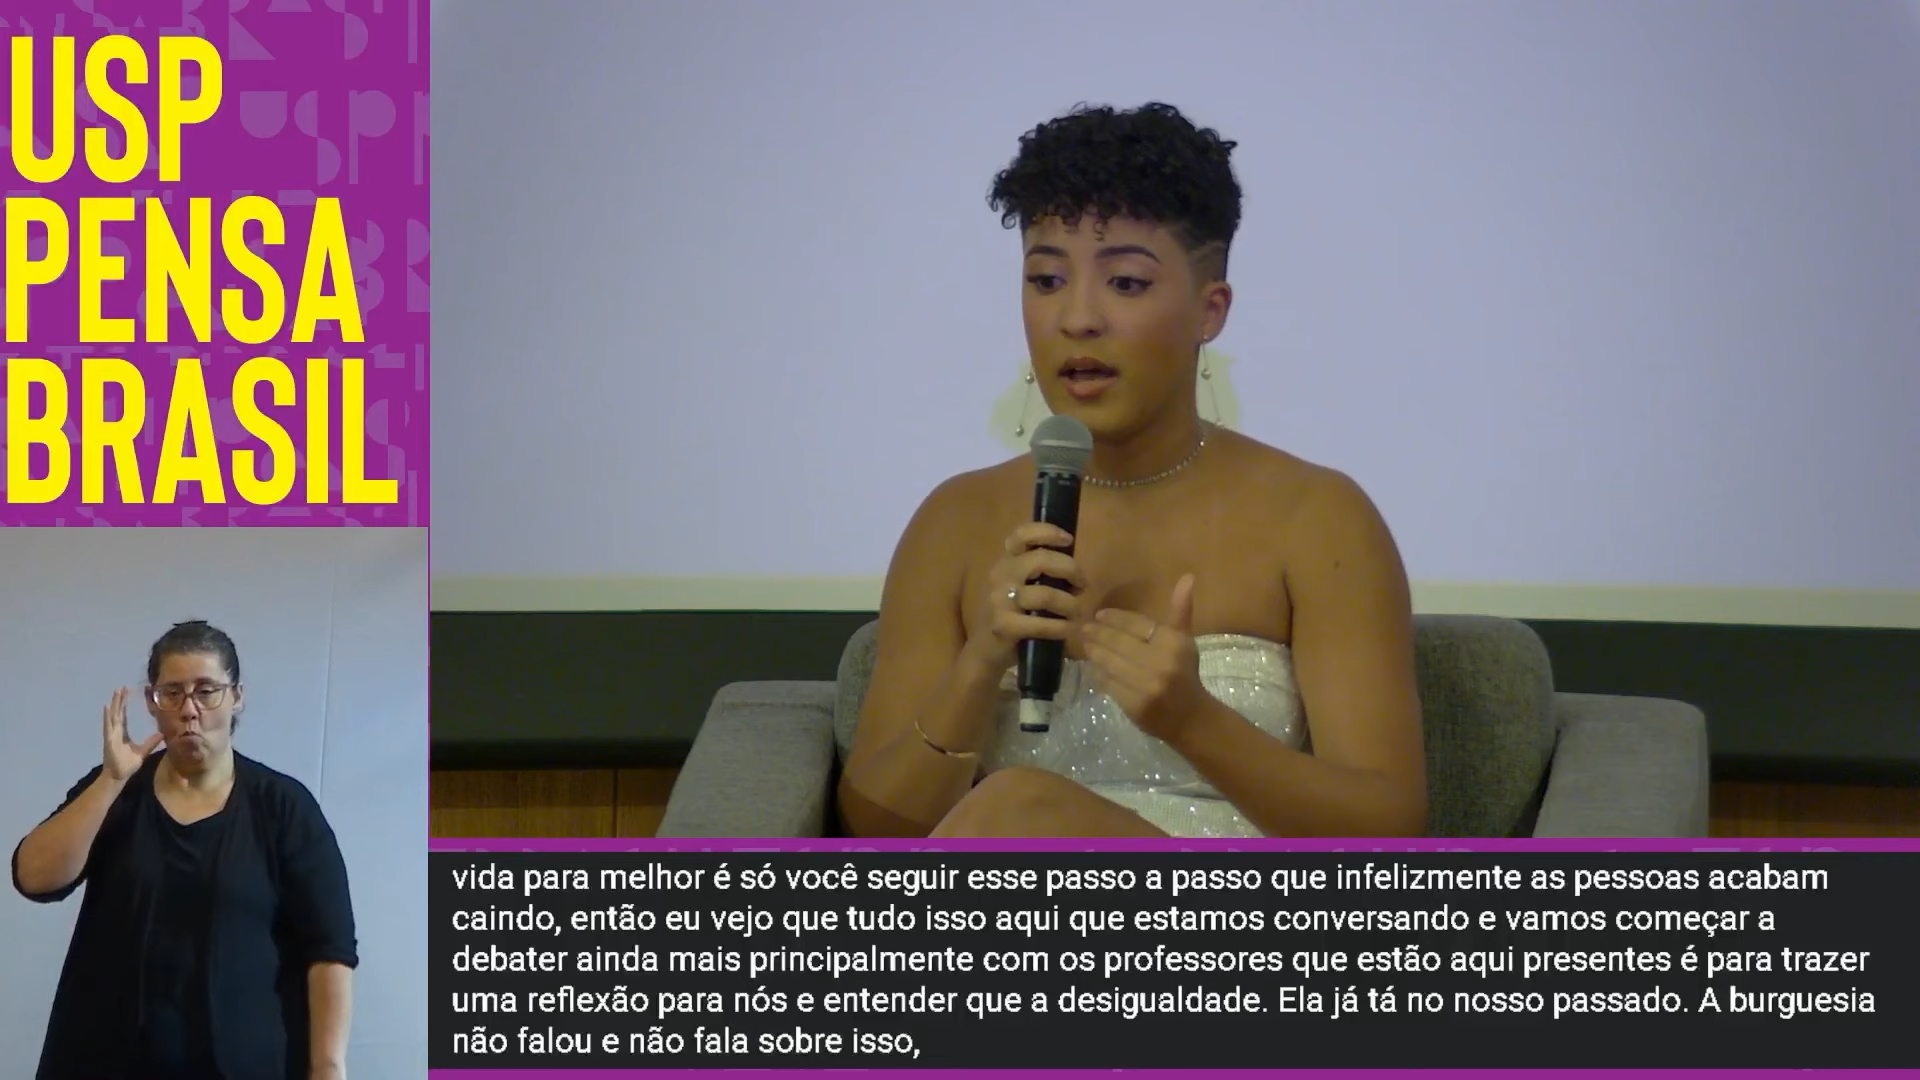 USP
PENSA
BRASIL
vida para melhor é só você seguir esse passo a passo que infelizmente as pessoas acabam
caindo, então eu vejo que tudo isso aqui que estamos conversando e vamos começar a
debater ainda mais principalmente com os professores que estão aqui presentes é para trazer
uma reflexão para nós e entender que a desigualdade. Ela já tá no nosso passado. A burguesia
não falou e não fala sobre isso,